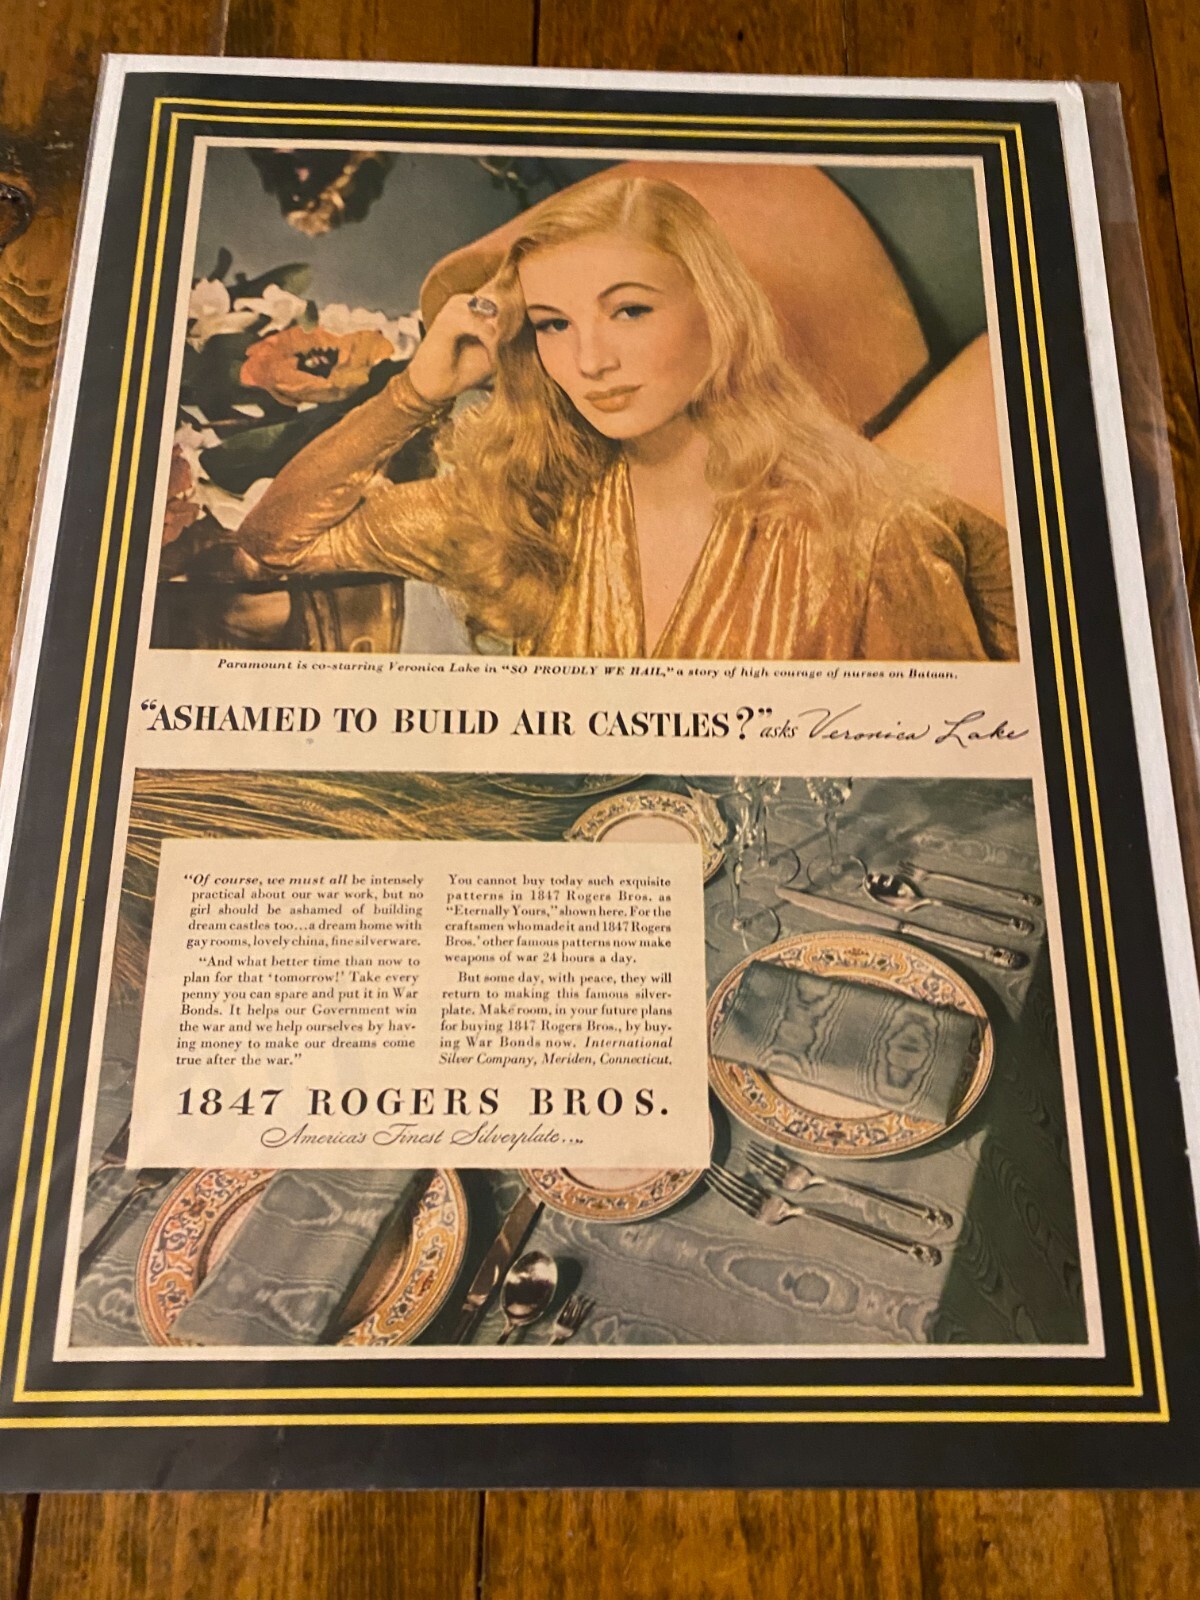 Paramount is co-starring Veronica Lake in "SO PROUDLY WE HAIL," a story of high courage of nurses on Bataan.
"ASHAMED TO BUILD AIR CASTLES?" asks Veronica Lake
"Of course, we must all be intensely
practical about our war work, but no
girl should be ashamed of building
dream castles too...a dream home with
gay rooms, lovely china, fine silverware.
"And what better time than now to
plan for that 'tomorrow!' Take every
penny you can spare and put it in War
Bonds. It helps our Government win
the war and we help ourselves by hav-
ing money to make our dreams come
true after the war."
You cannot buy today such exquisite
patterns in 1847 Rogers Bros. as
"Eternally Yours," shown here. For the
craftsmen who made it and 1847 Rogers
Bros.' other famous patterns now make
weapons of war 24 hours a day.
But some day, with peace, they will
return to making this famous silver-
plate. Make room, in your future plans
for buying 1847 Rogers Bros., by buy-
ing War Bonds now. International
Silver Company, Meriden, Connecticut.
1847 ROGERS BROS.
America's Finest Silverplate....